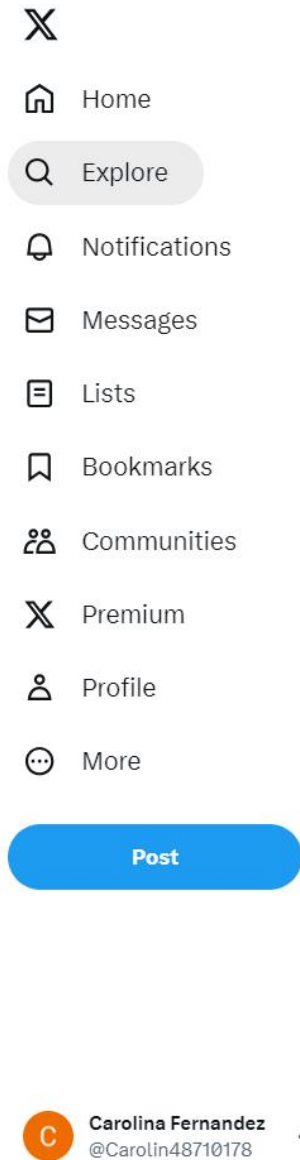 Home
Explore
Notifications
Messages
Lists
Bookmarks
Communities
Premium
Profile
More
Post
C
Carolina Fernandez
@Carolin48710178